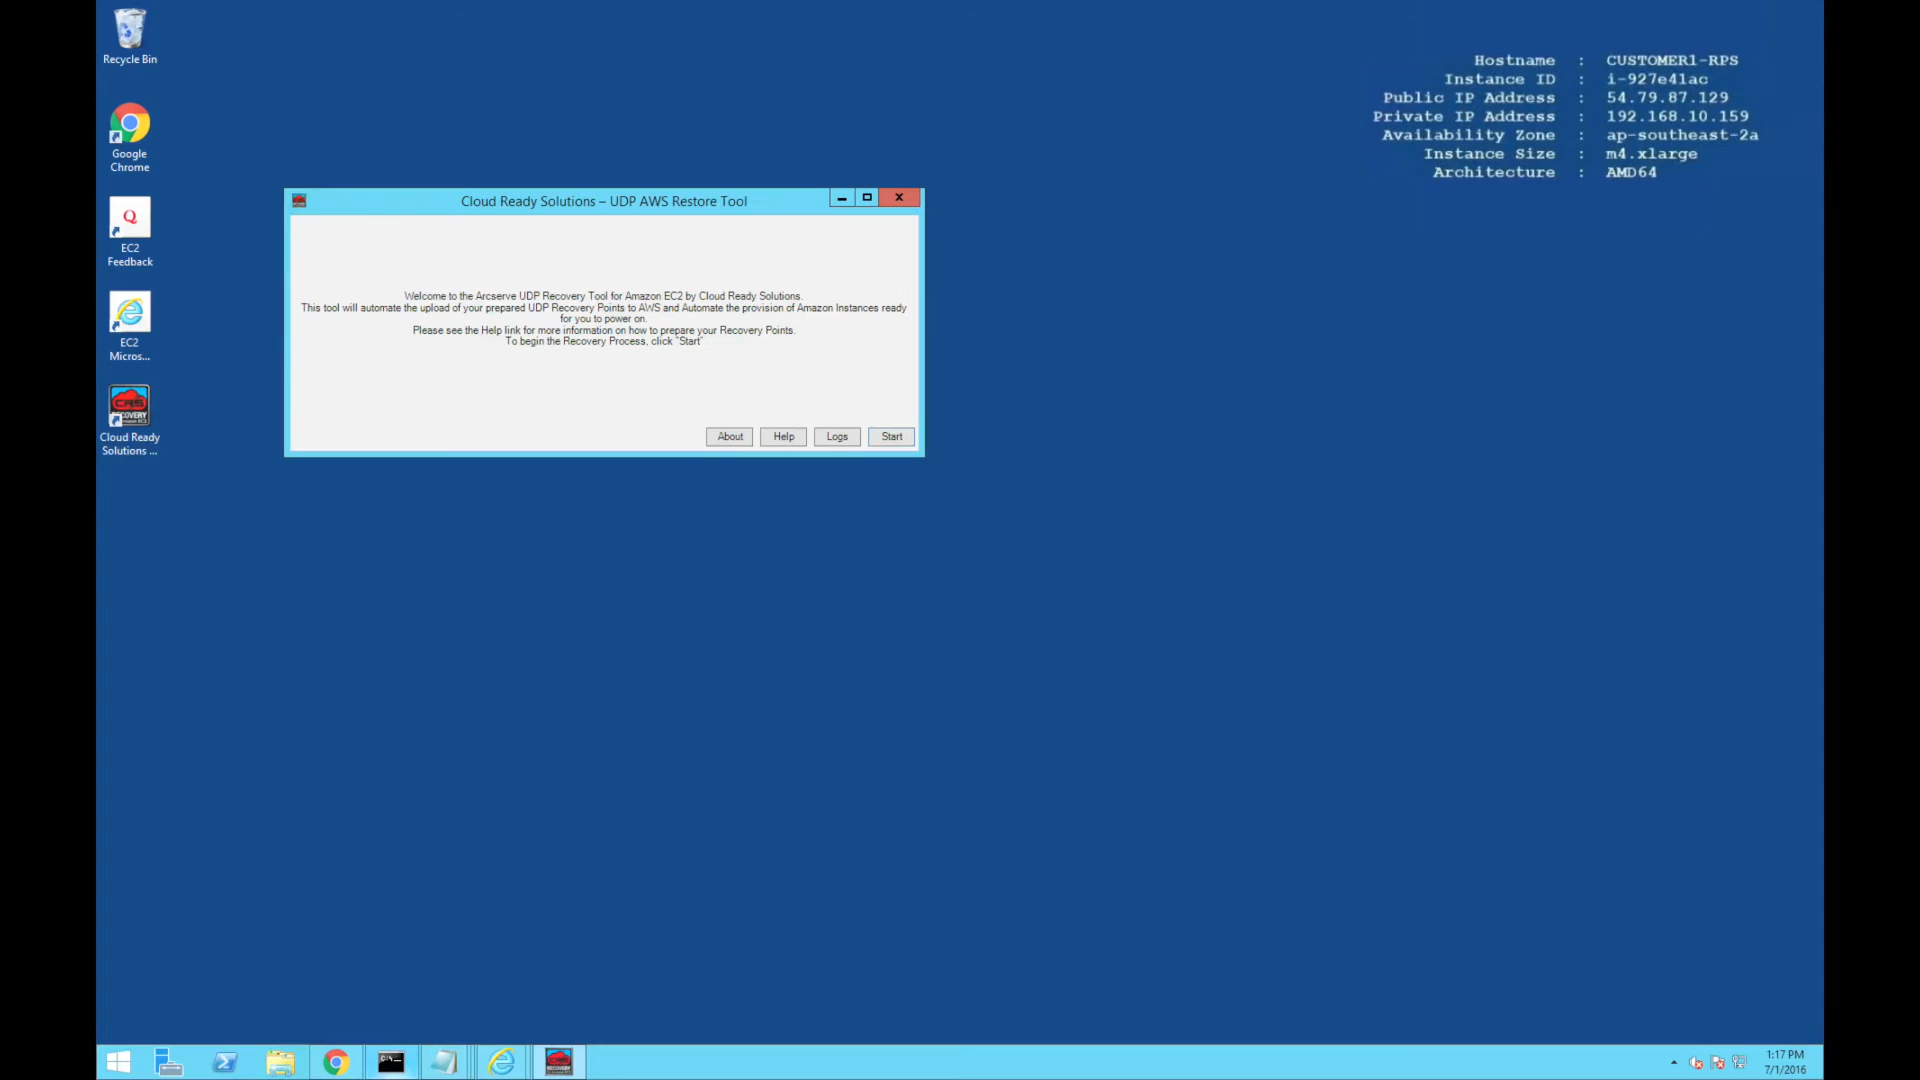 Recycle Bin
Google
Chrome
EC2
Feedback
EC2
Micros...
Cloud Ready
Solutions ...
Hostname : CUSTOMER1-RPS
Instance ID : i-927e41ac
Public IP Address : 54.79.87.129
Private IP Address : 192.168.10.159
Availability Zone : ap-southeast-2a
Instance Size : m4.xlarge
Architecture : AMD64
Cloud Ready Solutions – UDP AWS Restore Tool
Welcome to the Arcserve UDP Recovery Tool for Amazon EC2 by Cloud Ready Solutions.
This tool will automate the upload of your prepared UDP Recovery Points to AWS and Automate the provision of Amazon Instances ready
for you to power on.
Please see the Help link for more information on how to prepare your Recovery Points.
To begin the Recovery Process, click "Start"
About
Help
Logs
Start
1:17 PM
7/1/2016